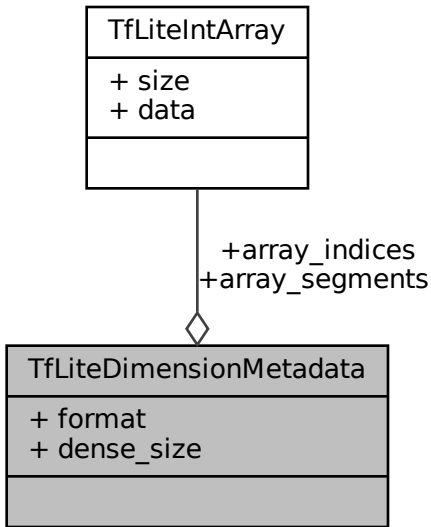 TfLiteIntArray
+ size
+ data
+array_indices
+array_segments
TfLiteDimensionMetadata
+ format
+ dense_size